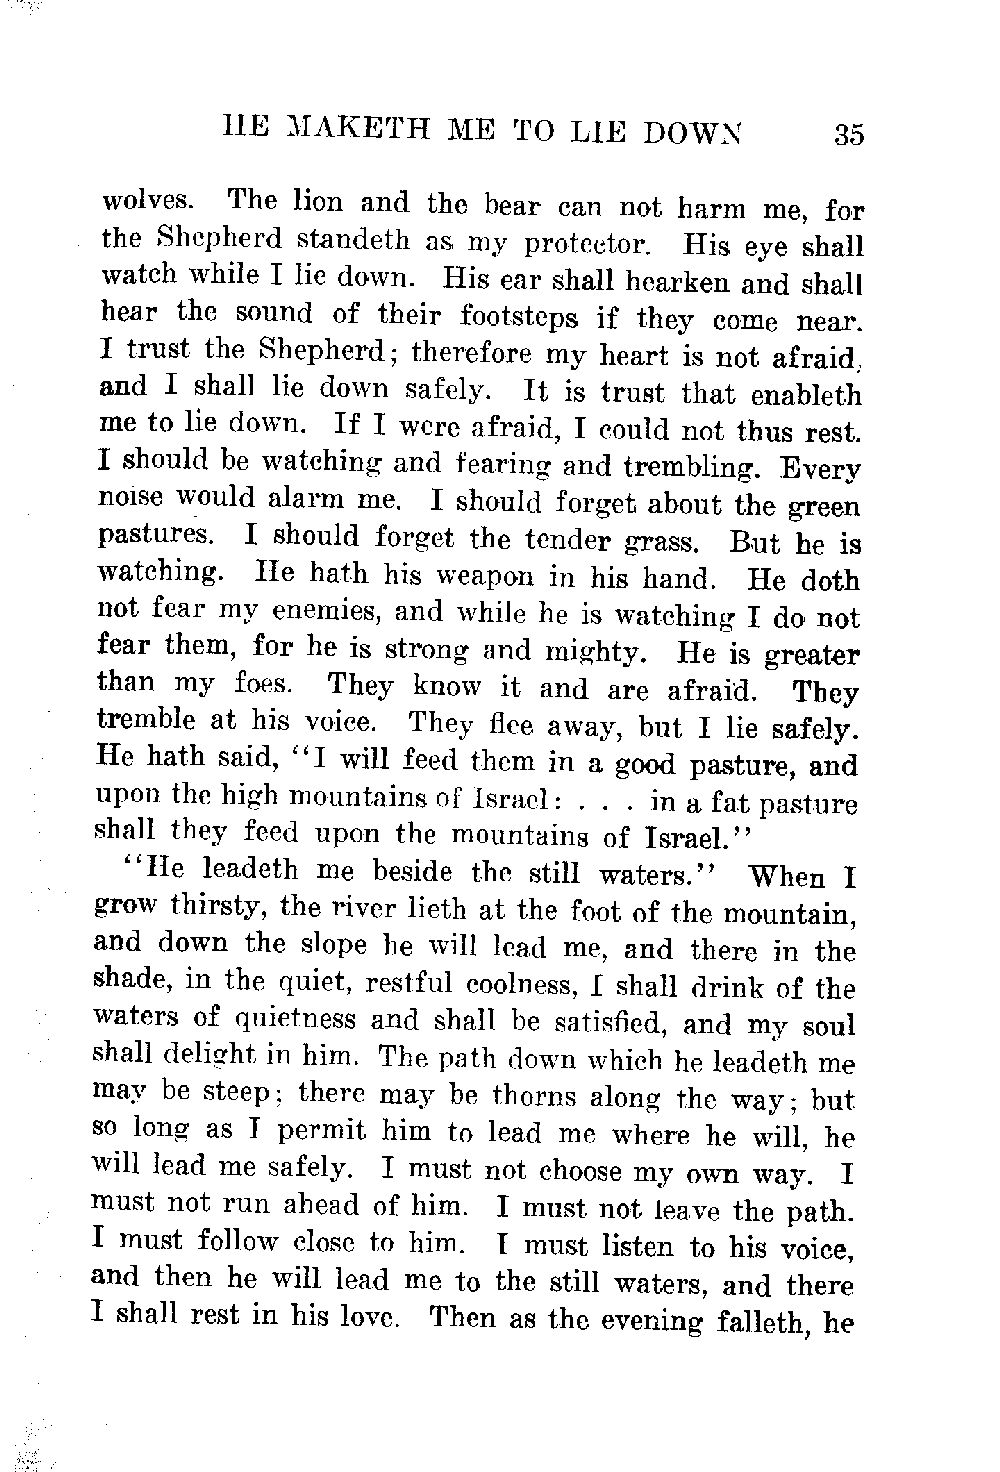 HE MAKETH ME TO LIE DOWN 35
wolves. The lion and the bear can not harm me, for
the Shepherd standeth as my protector. His eye shall
watch while I lie down. His ear shall hearken and shall
hear the sound of their footsteps if they come near.
I trust the Shepherd; therefore my heart is not afraid,
and I shall lie down safely. It is trust that enableth
me to lie down. If I were afraid, I could not thus rest.
I should be watching and fearing and trembling. Every
noise would alarm me. I should forget about the green
pastures. I should forget the tender grass. But he is
watching. He hath his weapon in his hand. He doth
not fear my enemies, and while he is watching I do not
fear them, for he is strong and mighty. He is greater
than my foes. They know it and are afraid. They
tremble at his voice. They flee away, but I lie safely.
He hath said, "I will feed them in a good pasture, and
upon the high mountains of Israel: . . . in a fat pasture
shall they feed upon the mountains of Israel."
"He leadeth me beside the still waters." When I
grow thirsty, the river lieth at the foot of the mountain,
and down the slope he will lead me, and there in the
shade, in the quiet, restful coolness, I shall drink of the
waters of quietness and shall be satisfied, and my soul
shall delight in him. The path down which he leadeth me
may be steep; there may be thorns along the way; but
so long as I permit him to lead me where he will, he
will lead me safely. I must not choose my own way. I
must not run ahead of him. I must not leave the path.
I must follow close to him. I must listen to his voice,
and then he will lead me to the still waters, and there
I shall rest in his love. Then as the evening falleth, he